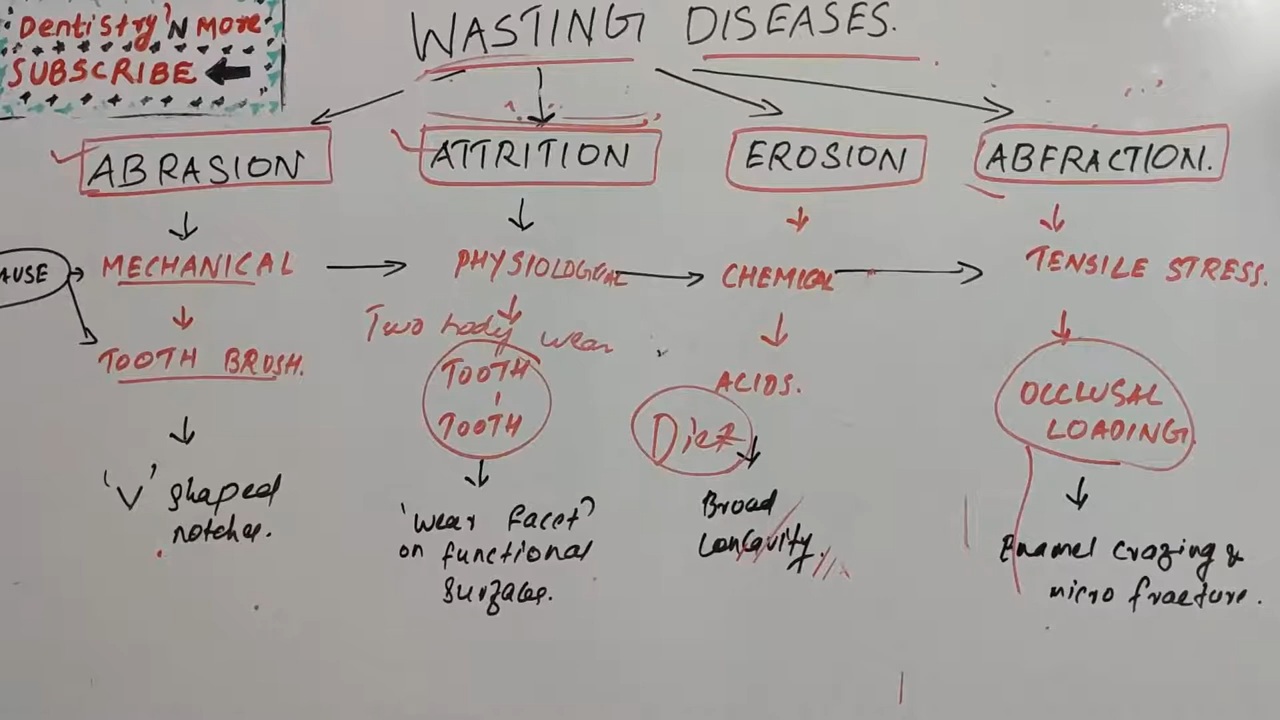 Dentistry'N More
SUBSCRIBE
WASTING DISEASES.
ABRASION
ATTRITION
EROSION
ABFRACTION.
AUSE
MECHANICAL
PHYSIOLOGICAL
CHEMICAL
TENSILE STRESS.
TOOTH BRUSH.
Two body wear
TOOTH
TOOTH
ACIDS.
Diet
OCCLUSAL
LOADING
'V' shaped
notches.
'wear facet'
on functional
surfaces.
Broad
Concavity.
Enamel crazing &
micro fracture.